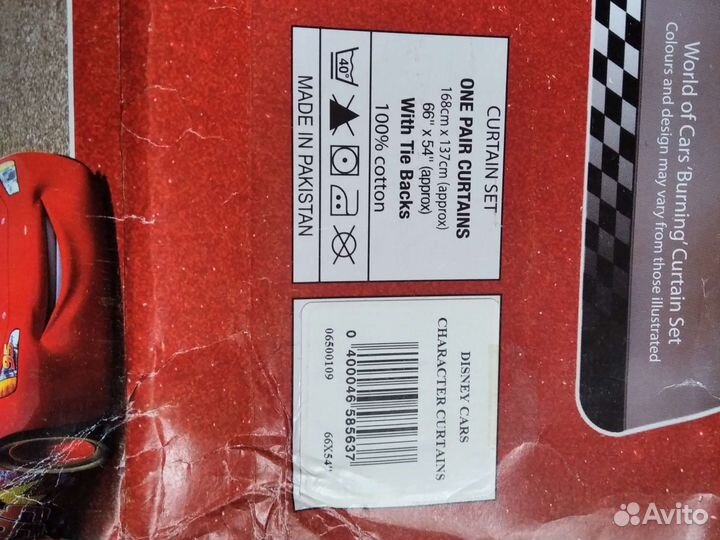 World of Cars 'Burning' Curtain Set
Colours and design may vary from those illustrated
CURTAIN SET
ONE PAIR CURTAINS
168cm x 137cm (approx)
66" x 54" (approx)
With Tie Backs
100% cotton
40°
MADE IN PAKISTAN
DISNEY CARS
CHARACTER CURTAINS
0 400046 585637
06500109 66X54"
Avito